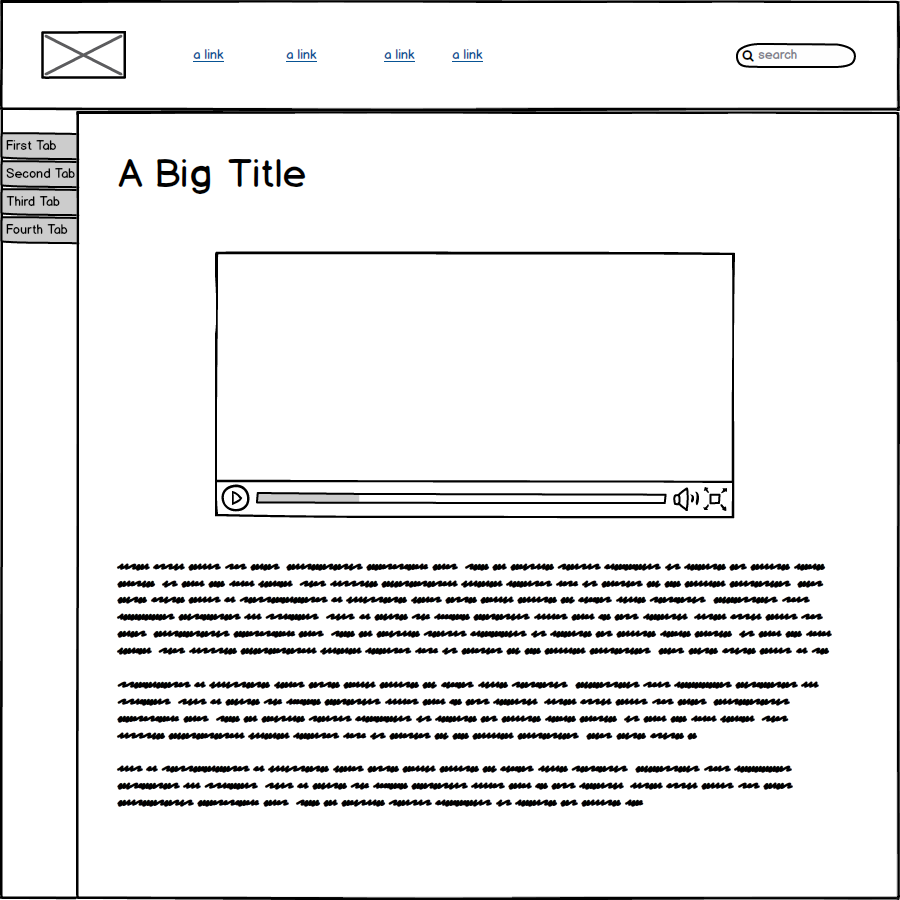 a link a link a link a link search
First Tab
Second Tab
Third Tab
Fourth Tab
A Big Title